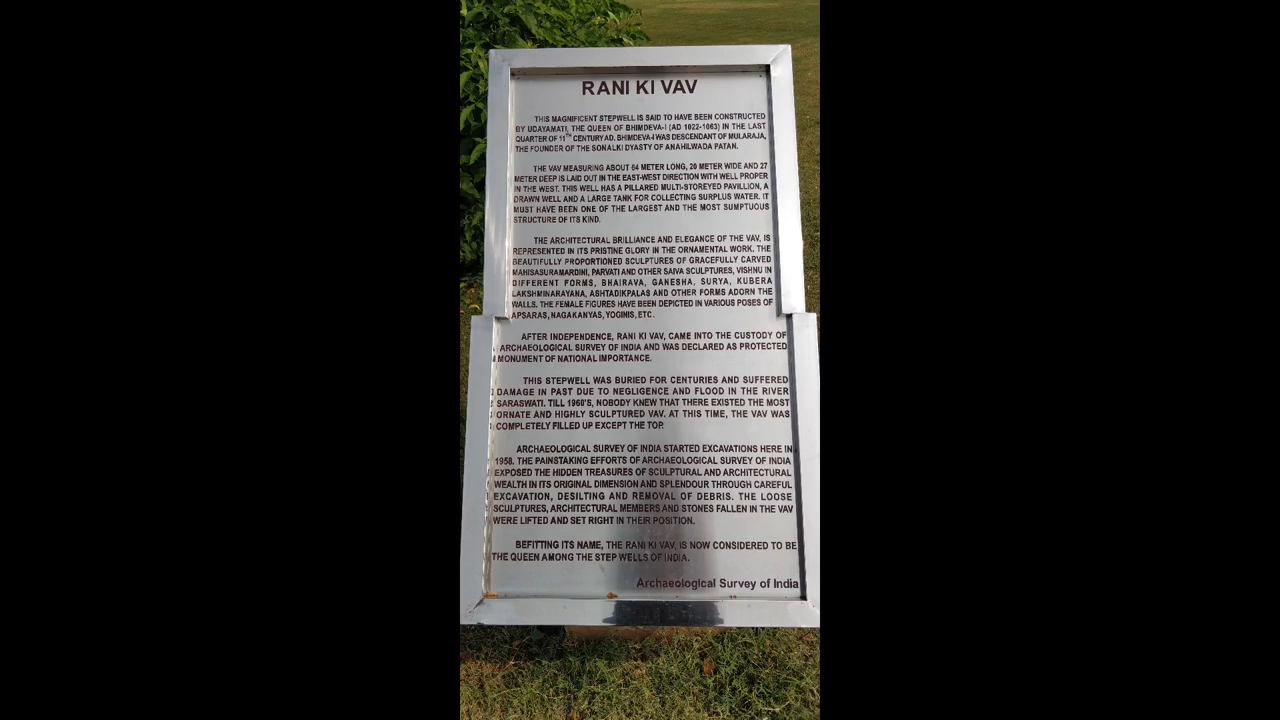 RANI KI VAV
THIS MAGNIFICENT STEPWELL IS SAID TO HAVE BEEN CONSTRUCTED
BY UDAYAMATI, THE QUEEN OF BHIMDEVA-I (AD 1022-1063) IN THE LAST
QUARTER OF 11TH CENTURY AD. BHIMDEVA-I WAS DESCENDANT OF MULARAJA,
THE FOUNDER OF THE SONALKI DYASTY OF ANAHILWADA PATAN.
THE VAV MEASURING ABOUT 64 METER LONG, 20 METER WIDE AND 27
METER DEEP IS LAID OUT IN THE EAST-WEST DIRECTION WITH WELL PROPER
IN THE WEST. THIS WELL HAS A PILLARED MULTI-STOREYED PAVILLION, A
DRAWN WELL AND A LARGE TANK FOR COLLECTING SURPLUS WATER. IT
MUST HAVE BEEN ONE OF THE LARGEST AND THE MOST SUMPTUOUS
STRUCTURE OF ITS KIND.
THE ARCHITECTURAL BRILLIANCE AND ELEGANCE OF THE VAV, IS
REPRESENTED IN ITS PRISTINE GLORY IN THE ORNAMENTAL WORK. THE
BEAUTIFULLY PROPORTIONED SCULPTURES OF GRACEFULLY CARVED
MAHISASURAMARDINI, PARVATI AND OTHER SAIVA SCULPTURES, VISHNU IN
DIFFERENT FORMS, BHAIRAVA, GANESHA, SURYA, KUBERA
LAKSHMINARAYANA, ASHTADIKPALAS AND OTHER FORMS ADORN THE
WALLS. THE FEMALE FIGURES HAVE BEEN DEPICTED IN VARIOUS POSES OF
APSARAS, NAGAKANYAS, YOGINIS, ETC.
AFTER INDEPENDENCE, RANI KI VAV, CAME INTO THE CUSTODY OF
ARCHAEOLOGICAL SURVEY OF INDIA AND WAS DECLARED AS PROTECTED
MONUMENT OF NATIONAL IMPORTANCE.
THIS STEPWELL WAS BURIED FOR CENTURIES AND SUFFERED
DAMAGE IN PAST DUE TO NEGLIGENCE AND FLOOD IN THE RIVER
SARASWATI. TILL 1960'S, NOBODY KNEW THAT THERE EXISTED THE MOST
ORNATE AND HIGHLY SCULPTURED VAV. AT THIS TIME, THE VAV WAS
COMPLETELY FILLED UP EXCEPT THE TOP.
ARCHAEOLOGICAL SURVEY OF INDIA STARTED EXCAVATIONS HERE IN
1958. THE PAINSTAKING EFFORTS OF ARCHAEOLOGICAL SURVEY OF INDIA
EXPOSED THE HIDDEN TREASURES OF SCULPTURAL AND ARCHITECTURAL
WEALTH IN ITS ORIGINAL DIMENSION AND SPLENDOUR THROUGH CAREFUL
EXCAVATION, DESILTING AND REMOVAL OF DEBRIS. THE LOOSE
SCULPTURES, ARCHITECTURAL MEMBERS AND STONES FALLEN IN THE VAV
WERE LIFTED AND SET RIGHT IN THEIR POSITION.
BEFITTING ITS NAME, THE RANI KI VAV, IS NOW CONSIDERED TO BE
THE QUEEN AMONG THE STEP WELLS OF INDIA.
Archaeological Survey of India